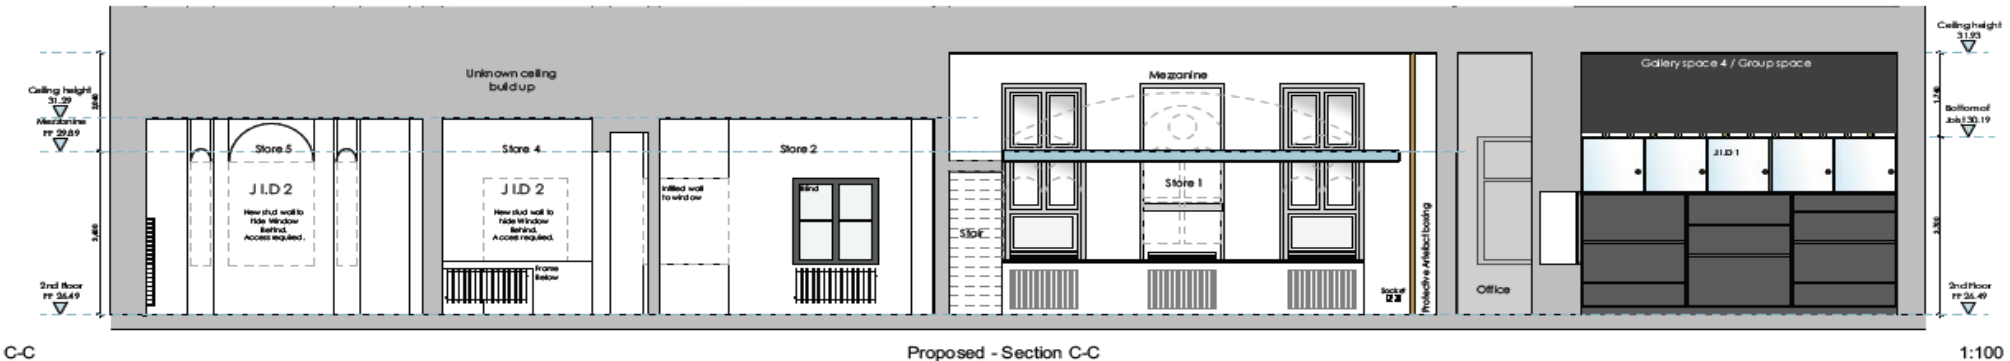 Unknown ceiling
build up
Ceiling height
31.29
Mezzanine
FF 29.89
2nd Floor
FF 26.49
Store 5
J I.D 2
New stud wall to
hide Window
Behind.
Access required.
Store 4
J I.D 2
New stud wall to
hide Window
Behind.
Access required.
Frame
Below
Infilled wall
to window
Store 2
Blind
Mezzanine
Store 1
Stair
Socket
Protective Artefact boxing
Office
Gallery space 4 / Group space
J I.D 1
Ceiling height
31.93
Bottom of
Joist 30.19
2nd Floor
FF 26.49
C-C
Proposed - Section C-C
1:100